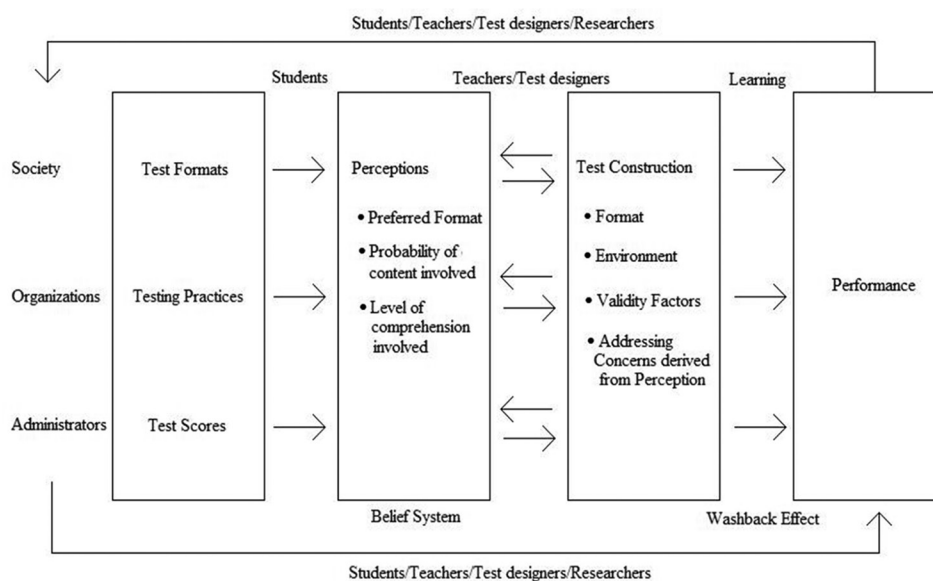 Students/Teachers/Test designers/Researchers
Students
Teachers/Test designers
Learning
Society
Organizations
Administrators
Test Formats
Testing Practices
Test Scores
Perceptions
• Preferred Format
• Probability of
content involved
• Level of
comprehension
involved
Test Construction
• Format
• Environment
• Validity Factors
• Addressing
Concerns derived
from Perception
Performance
Belief System
Washback Effect
Students/Teachers/Test designers/Researchers